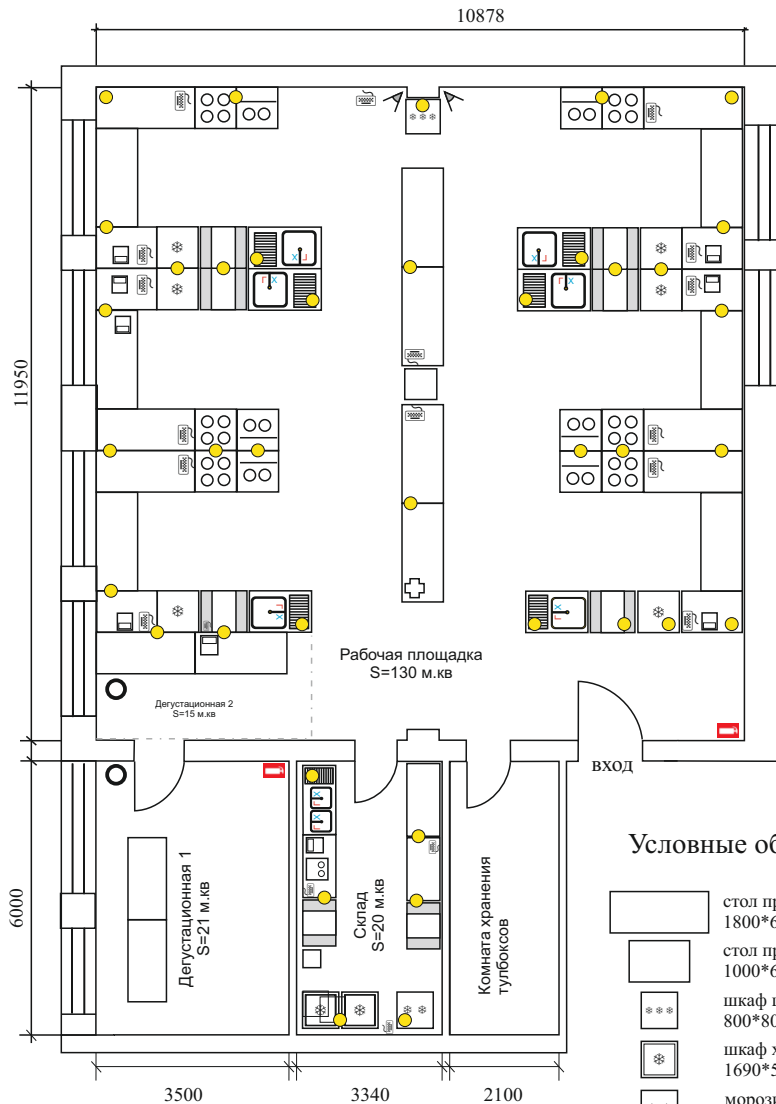 10878
11950
Рабочая площадка
S=130 м.кв
Дегустационная 2
S=15 м.кв
вход
6000
Дегустационная 1
S=21 м.кв
Склад
S=20 м.кв
Комната хранения
тулбоксов
Условные об
стол пр
1800*6
стол пр
1000*6
шкаф ш
800*80
шкаф х
1690*5
морози
3500
3340
2100